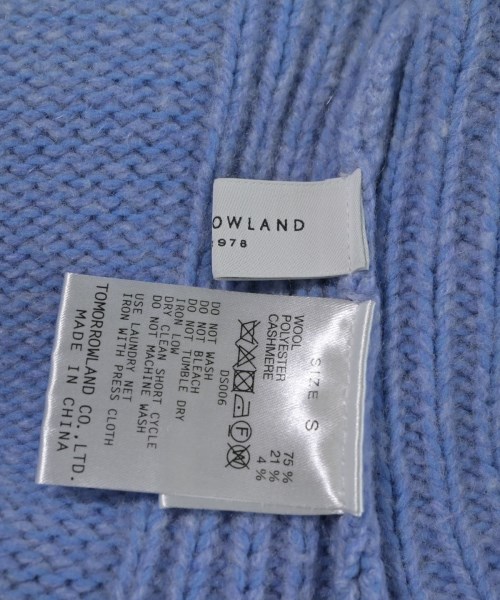 OWLAND
1978
SIZE S
WOOL 75 %
POLYESTER 21 %
CASHMERE 4 %
DS006
DO NOT WASH
DO NOT BLEACH
IRON LOW
DO NOT TUMBLE DRY
DRY CLEAN SHORT CYCLE
DO NOT MACHINE WASH
USE LAUNDRY NET
IRON WITH PRESS CLOTH
TOMORROWLAND CO.,LTD.
MADE IN CHINA